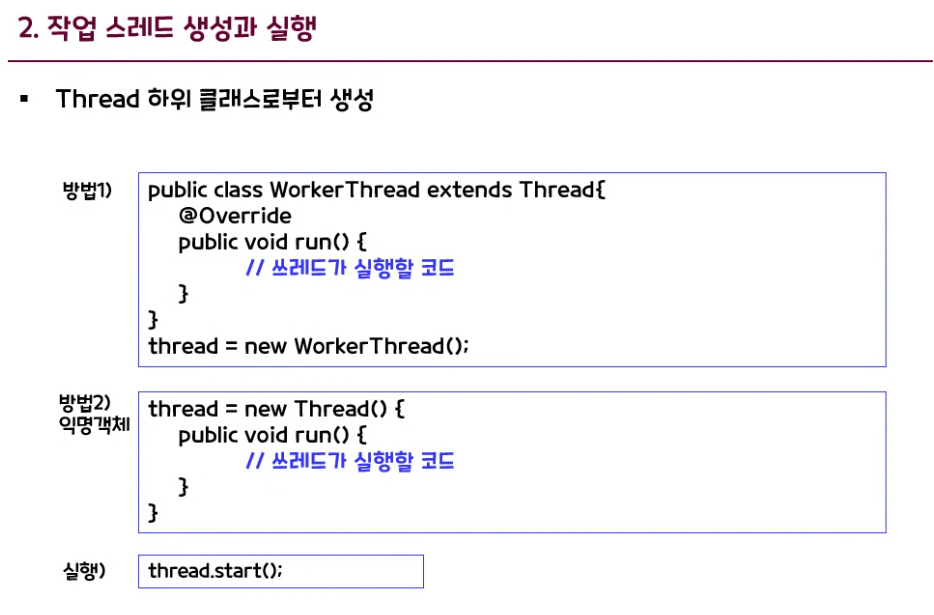 2. 작업 스레드 생성과 실행
▪ Thread 하위 클래스로부터 생성
방법1)
public class WorkerThread extends Thread{
@Override
public void run() {
// 쓰레드가 실행할 코드
}
}
thread = new WorkerThread();
방법2)
익명객체
thread = new Thread() {
public void run() {
// 쓰레드가 실행할 코드
}
}
실행)
thread.start();